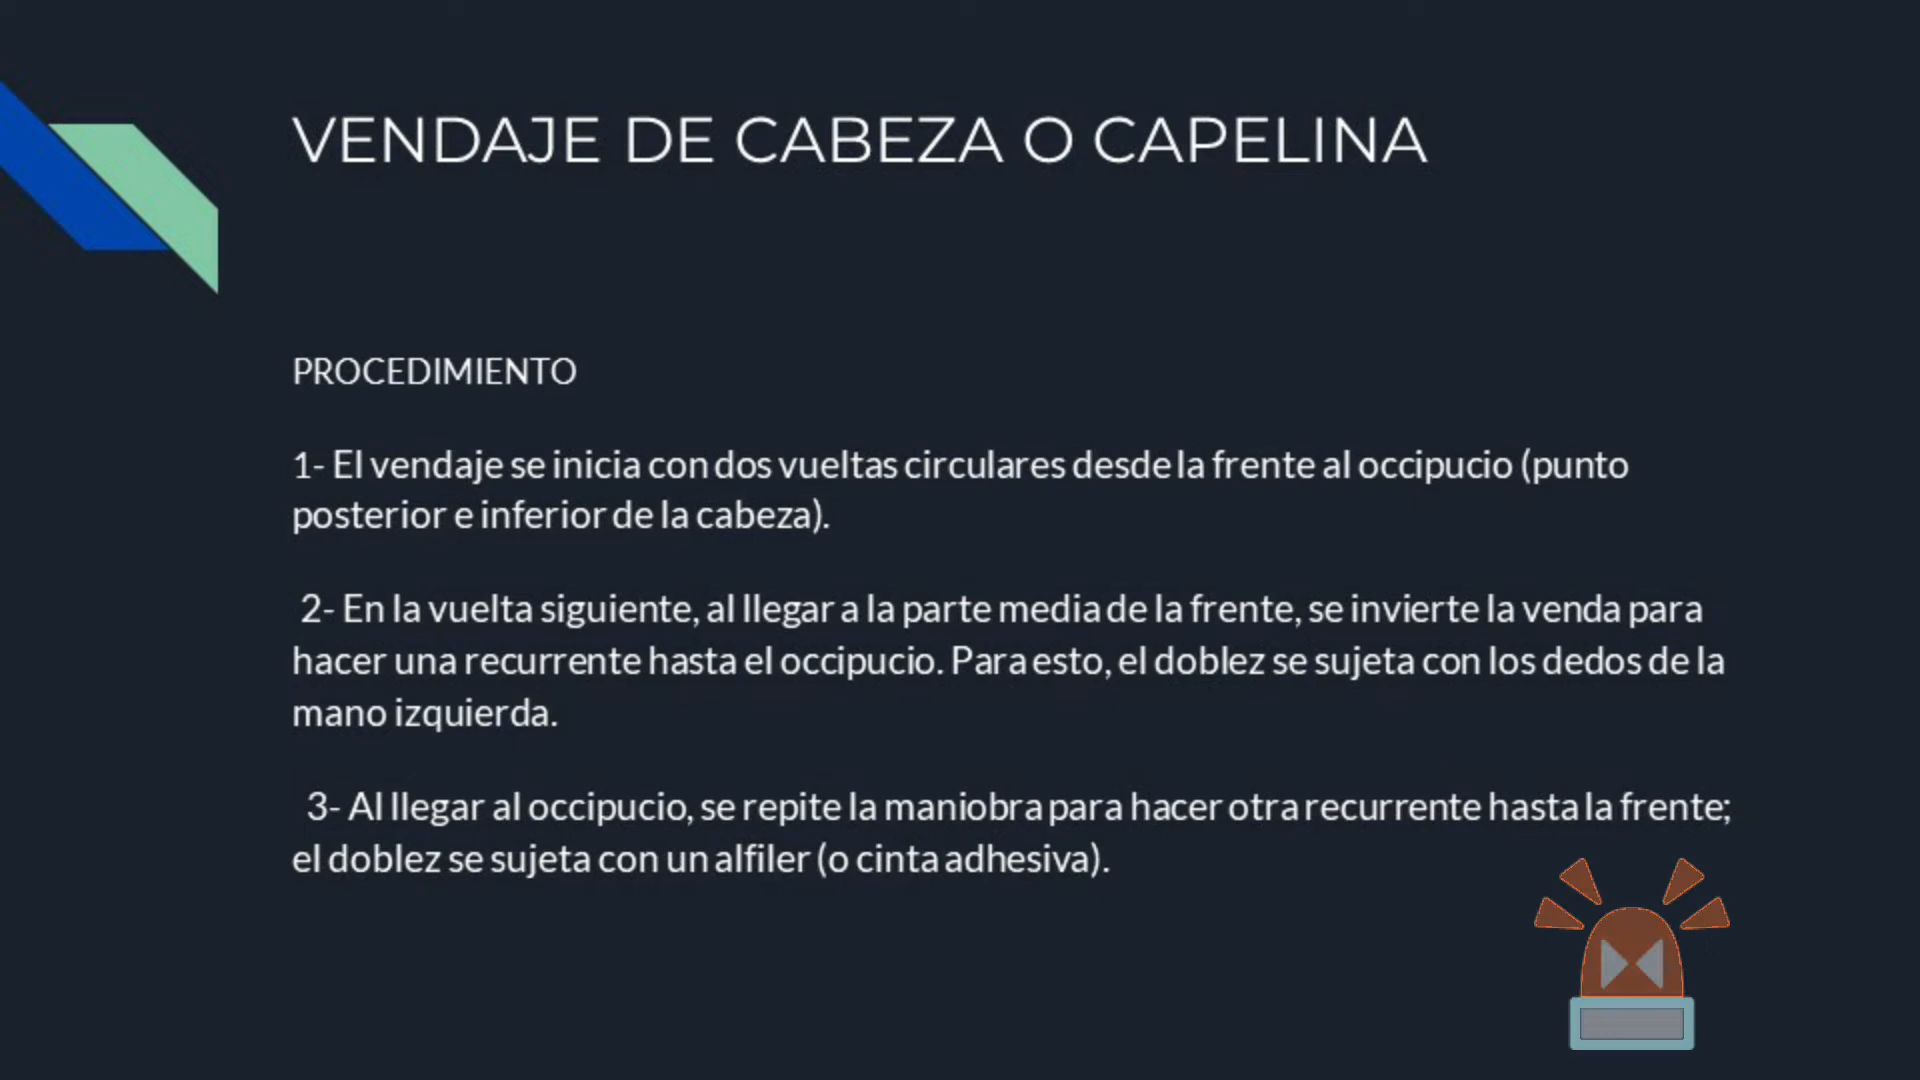 VENDAJE DE CABEZA O CAPELINA
PROCEDIMIENTO
1- El vendaje se inicia con dos vueltas circulares desde la frente al occipucio (punto
posterior e inferior de la cabeza).
2- En la vuelta siguiente, al llegar a la parte media de la frente, se invierte la venda para
hacer una recurrente hasta el occipucio. Para esto, el doblez se sujeta con los dedos de la
mano izquierda.
3- Al llegar al occipucio, se repite la maniobra para hacer otra recurrente hasta la frente;
el doblez se sujeta con un alfiler (o cinta adhesiva).